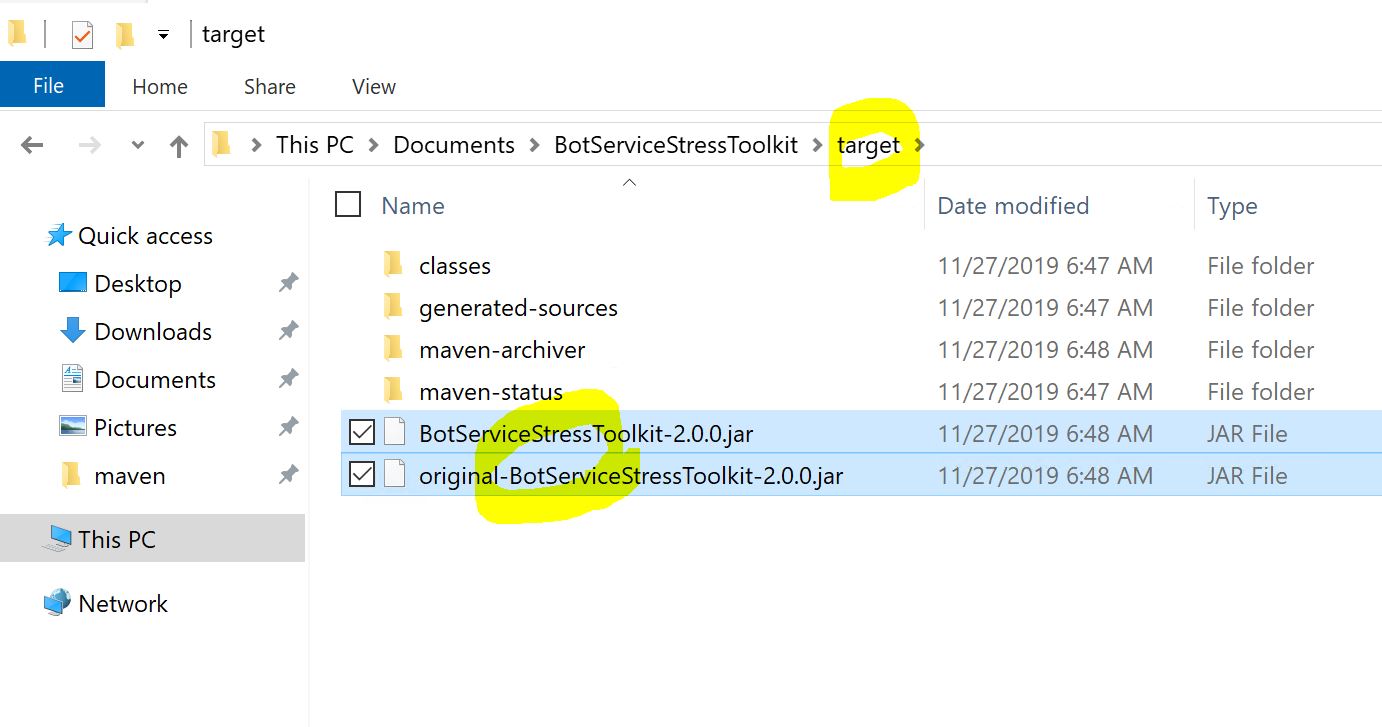 target
File Home Share View
This PC Documents BotServiceStressToolkit target
Name Date modified Type
Quick access
Desktop
Downloads
Documents
Pictures
maven
This PC
Network
classes 11/27/2019 6:47 AM File folder
generated-sources 11/27/2019 6:47 AM File folder
maven-archiver 11/27/2019 6:48 AM File folder
maven-status 11/27/2019 6:47 AM File folder
BotServiceStressToolkit-2.0.0.jar 11/27/2019 6:48 AM JAR File
original-BotServiceStressToolkit-2.0.0.jar 11/27/2019 6:48 AM JAR File